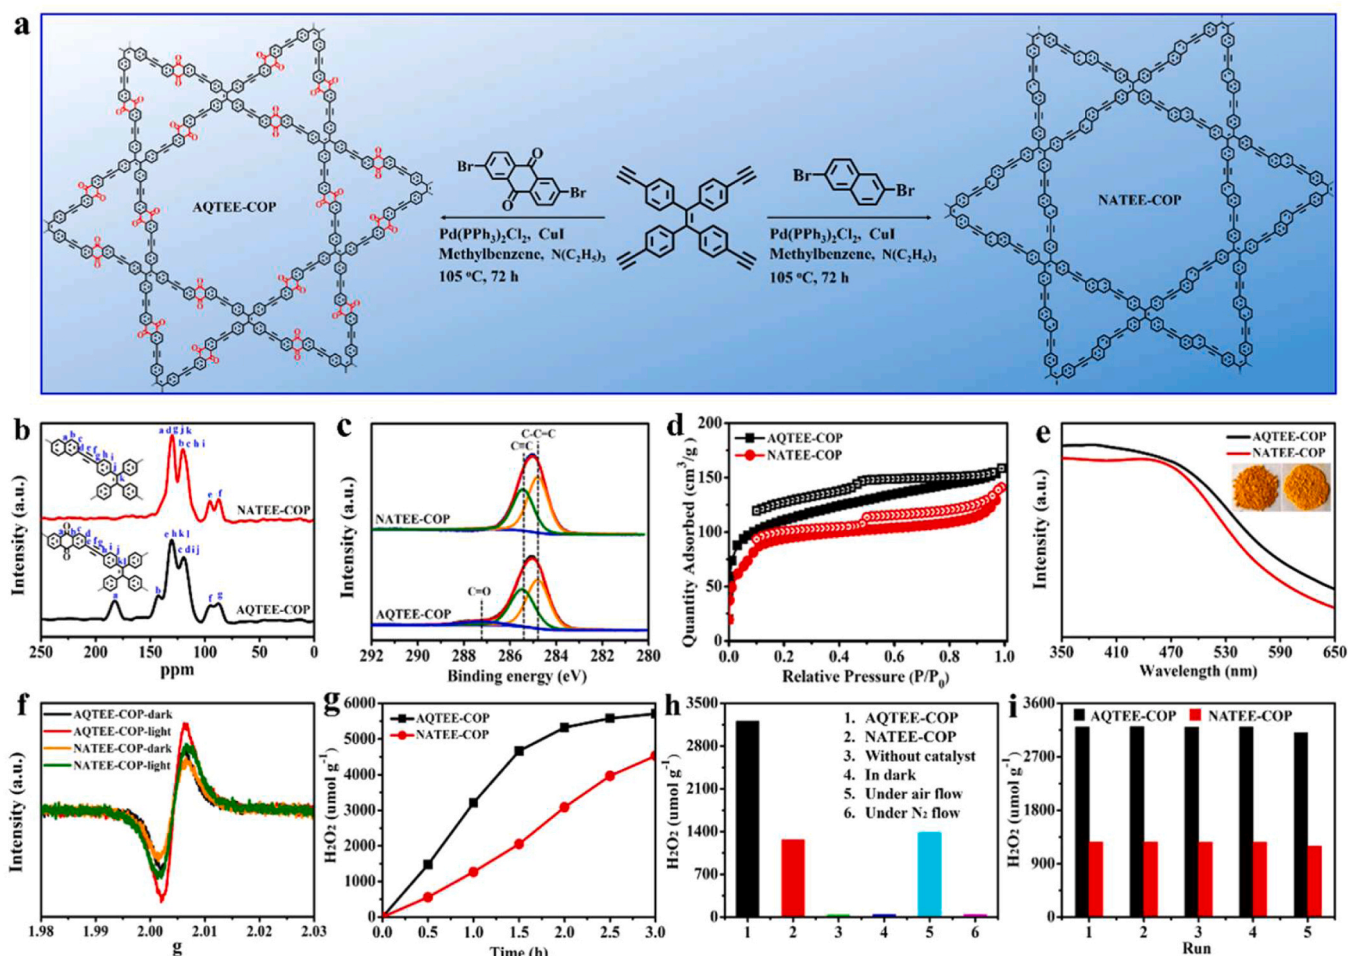 a
AQTEE-COP
Br
O
O
Br
Pd(PPh3)2Cl2, CuI
Methylbenzene, N(C2H5)3
105 °C, 72 h
Br
Br
Pd(PPh3)2Cl2, CuI
Methylbenzene, N(C2H5)3
105 °C, 72 h
NATEE-COP
b
a d g j k
b c h i
e f
NATEE-COP
e h k l
c d i j
a
b
f g
AQTEE-COP
250 200 150 100 50 0
ppm
Intensity (a.u.)
c
C-C=C
C≡C
NATEE-COP
C=O
AQTEE-COP
292 290 288 286 284 282 280
Binding energy (eV)
Intensity (a.u.)
d
AQTEE-COP
NATEE-COP
200
150
100
50
0
0.0 0.2 0.4 0.6 0.8 1.0
Relative Pressure (P/P0)
Quantity Adsorbed (cm3/g)
e
AQTEE-COP
NATEE-COP
350 410 470 530 590 650
Wavelength (nm)
Intensity (a.u.)
f
AQTEE-COP-dark
AQTEE-COP-light
NATEE-COP-dark
NATEE-COP-light
1.98 1.99 2.00 2.01 2.02 2.03
g
Intensity (a.u.)
g
AQTEE-COP
NATEE-COP
6000
5000
4000
3000
2000
1000
0
0.0 0.5 1.0 1.5 2.0 2.5 3.0
Time (h)
H2O2 (umol g-1)
h
1. AQTEE-COP
2. NATEE-COP
3. Without catalyst
4. In dark
5. Under air flow
6. Under N2 flow
3500
2800
2100
1400
700
0
1 2 3 4 5 6
H2O2 (umol g-1)
i
AQTEE-COP NATEE-COP
3600
2700
1800
900
0
1 2 3 4 5
Run
H2O2 (umol g-1)